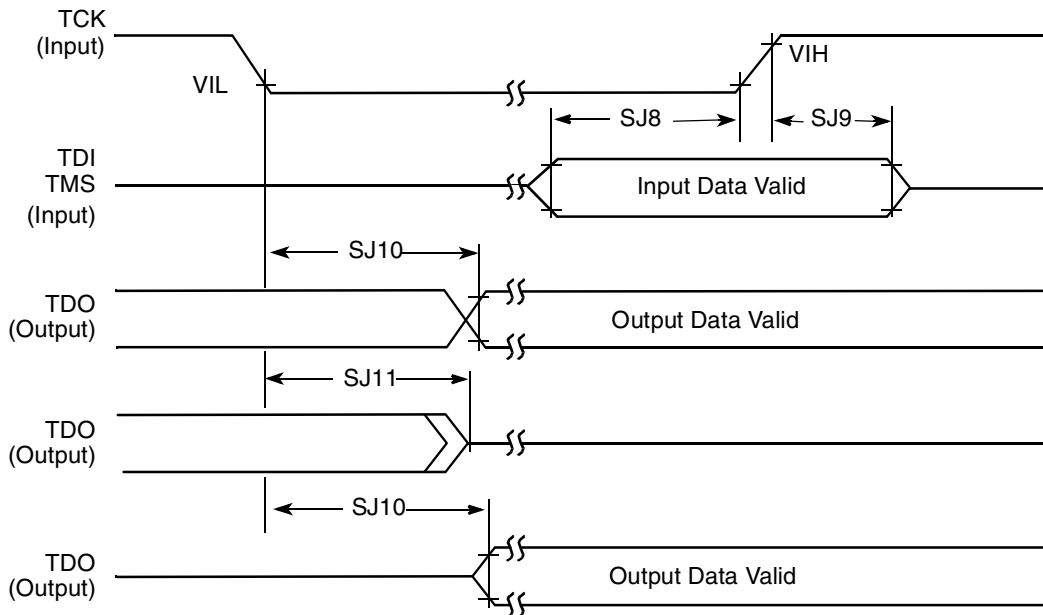 TCK
(Input)
VIL
VIH
SJ8
SJ9
TDI
TMS
(Input)
Input Data Valid
SJ10
TDO
(Output)
Output Data Valid
SJ11
TDO
(Output)
SJ10
TDO
(Output)
Output Data Valid